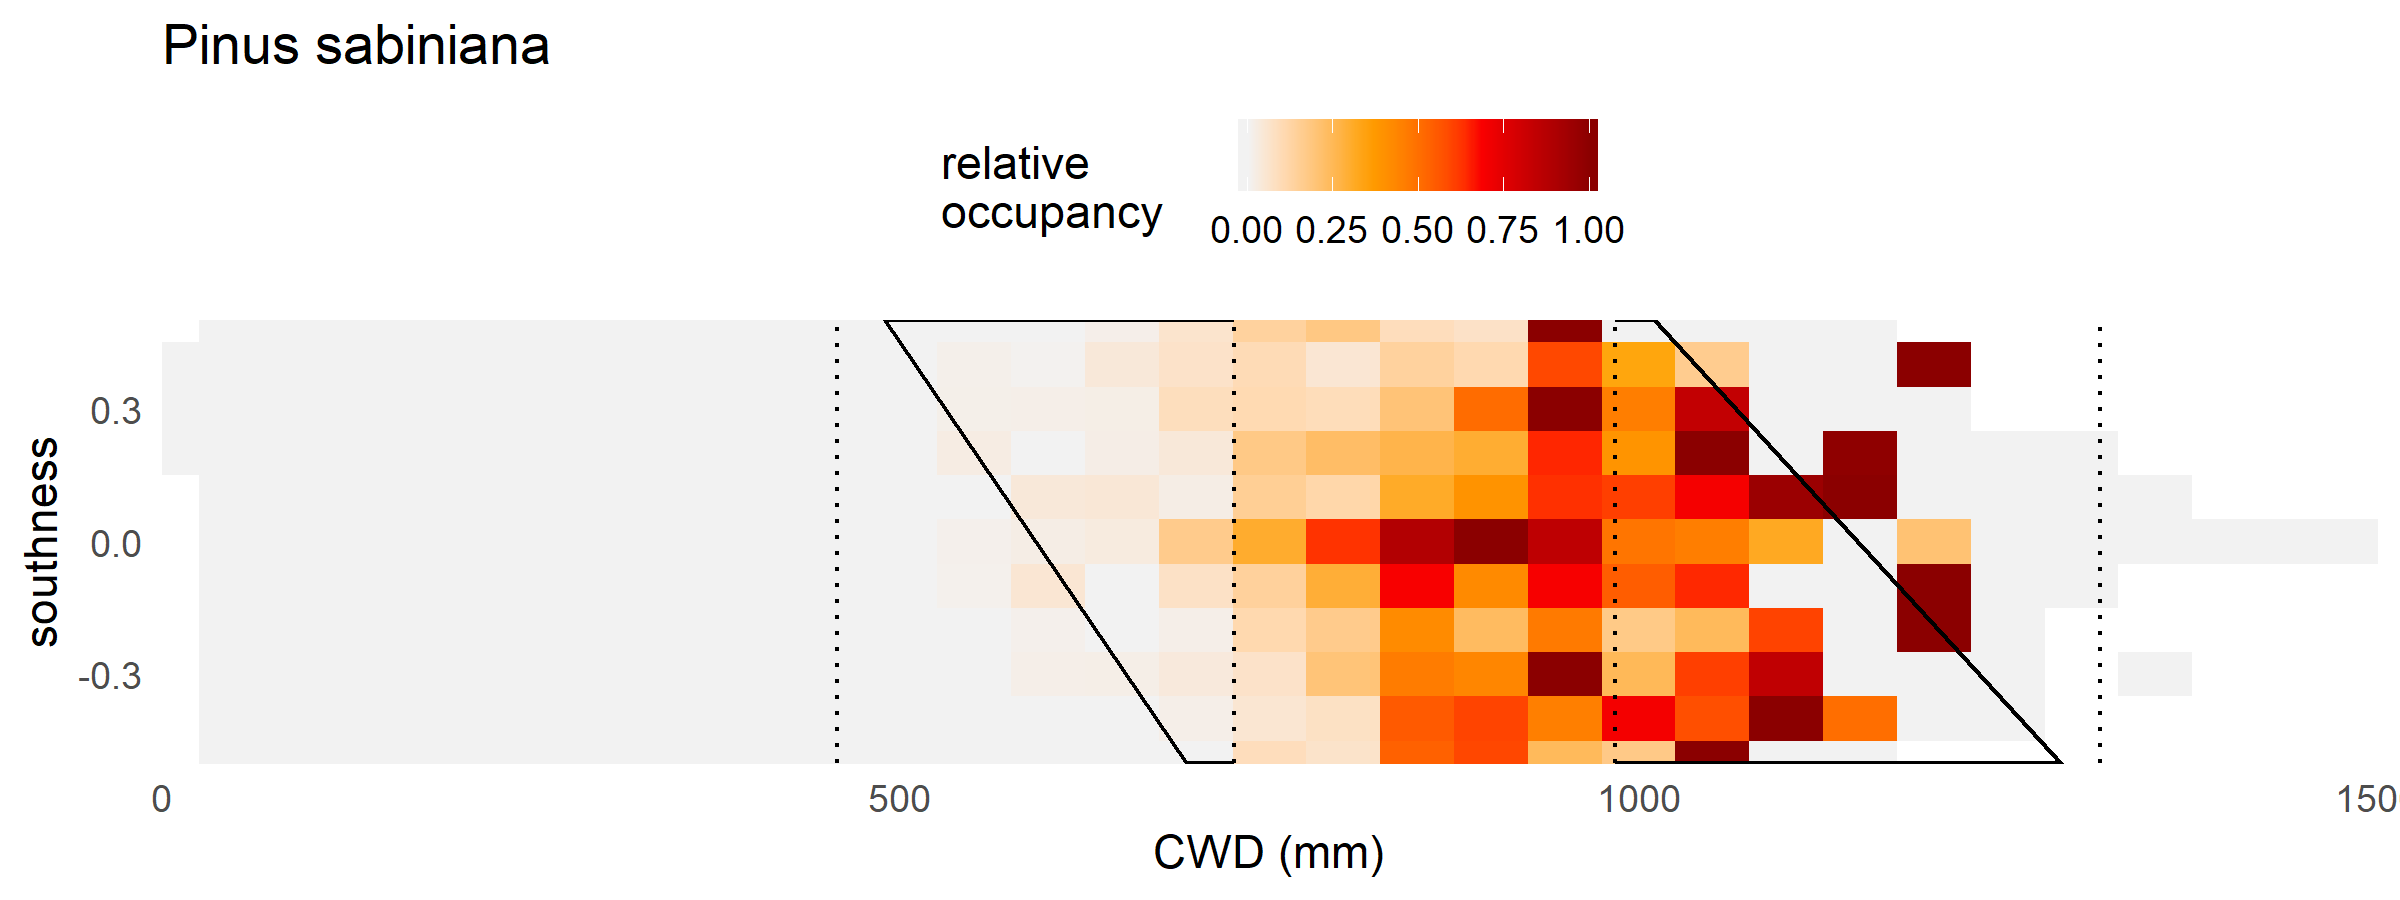 Pinus sabiniana
relative
occupancy
0.00 0.25 0.50 0.75 1.00
0.3
0.0
-0.3
southness
0 500 1000 150
CWD (mm)